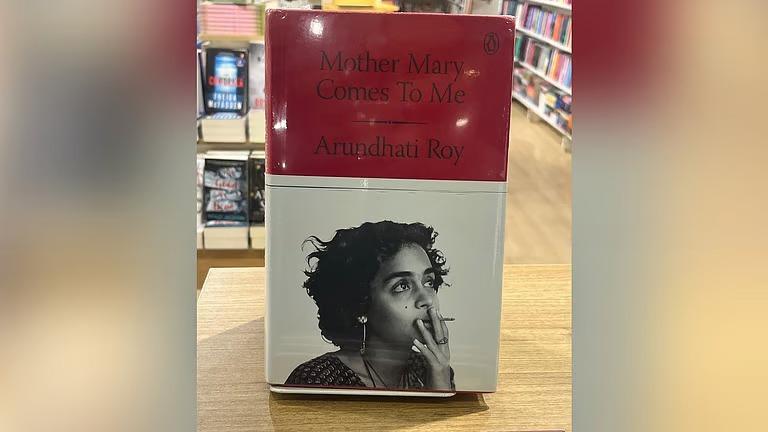 Mother Mary
Comes To Me
Arundhati Roy